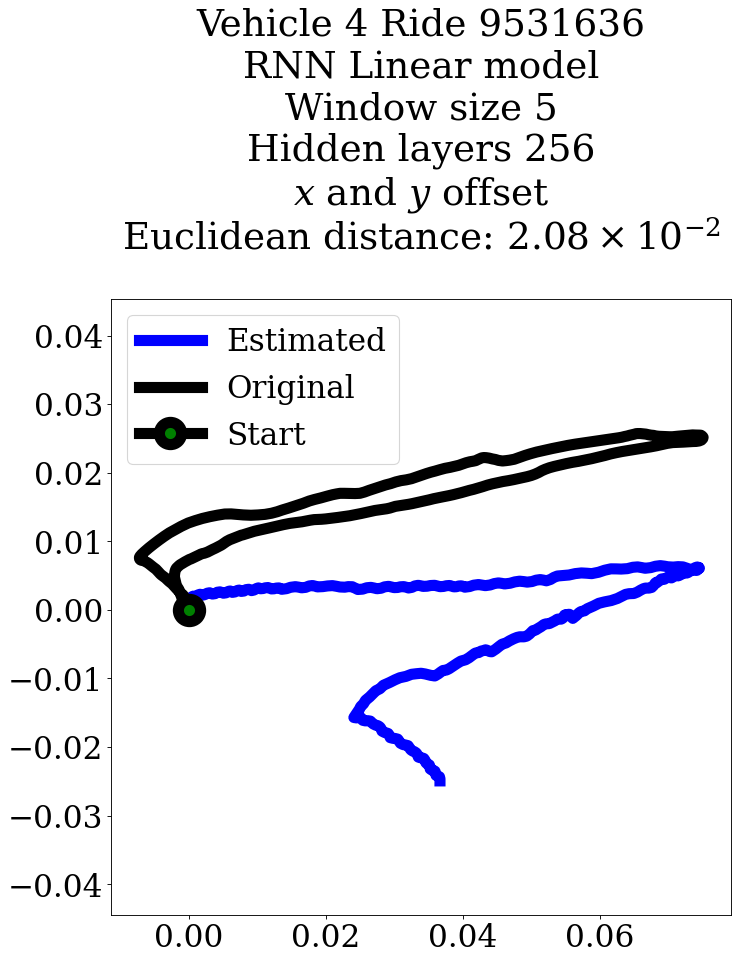 Vehicle 4 Ride 9531636
RNN Linear model
Window size 5
Hidden layers 256
x and y offset
Euclidean distance: 2.08 × 10⁻²
Estimated
Original
Start
0.04
0.03
0.02
0.01
0.00
−0.01
−0.02
−0.03
−0.04
0.00 0.02 0.04 0.06